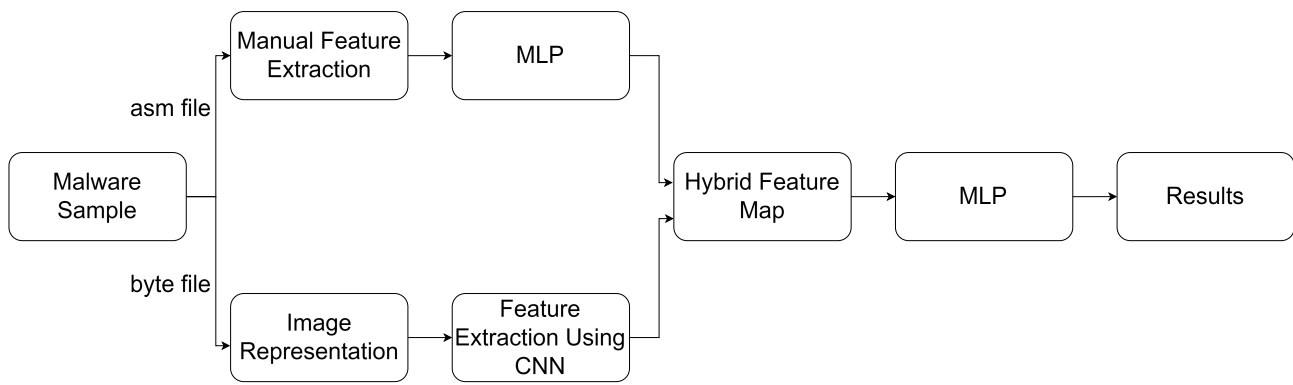 Manual Feature
Extraction
MLP
asm file
Malware
Sample
Hybrid Feature
Map
MLP
Results
byte file
Image
Representation
Feature
Extraction Using
CNN